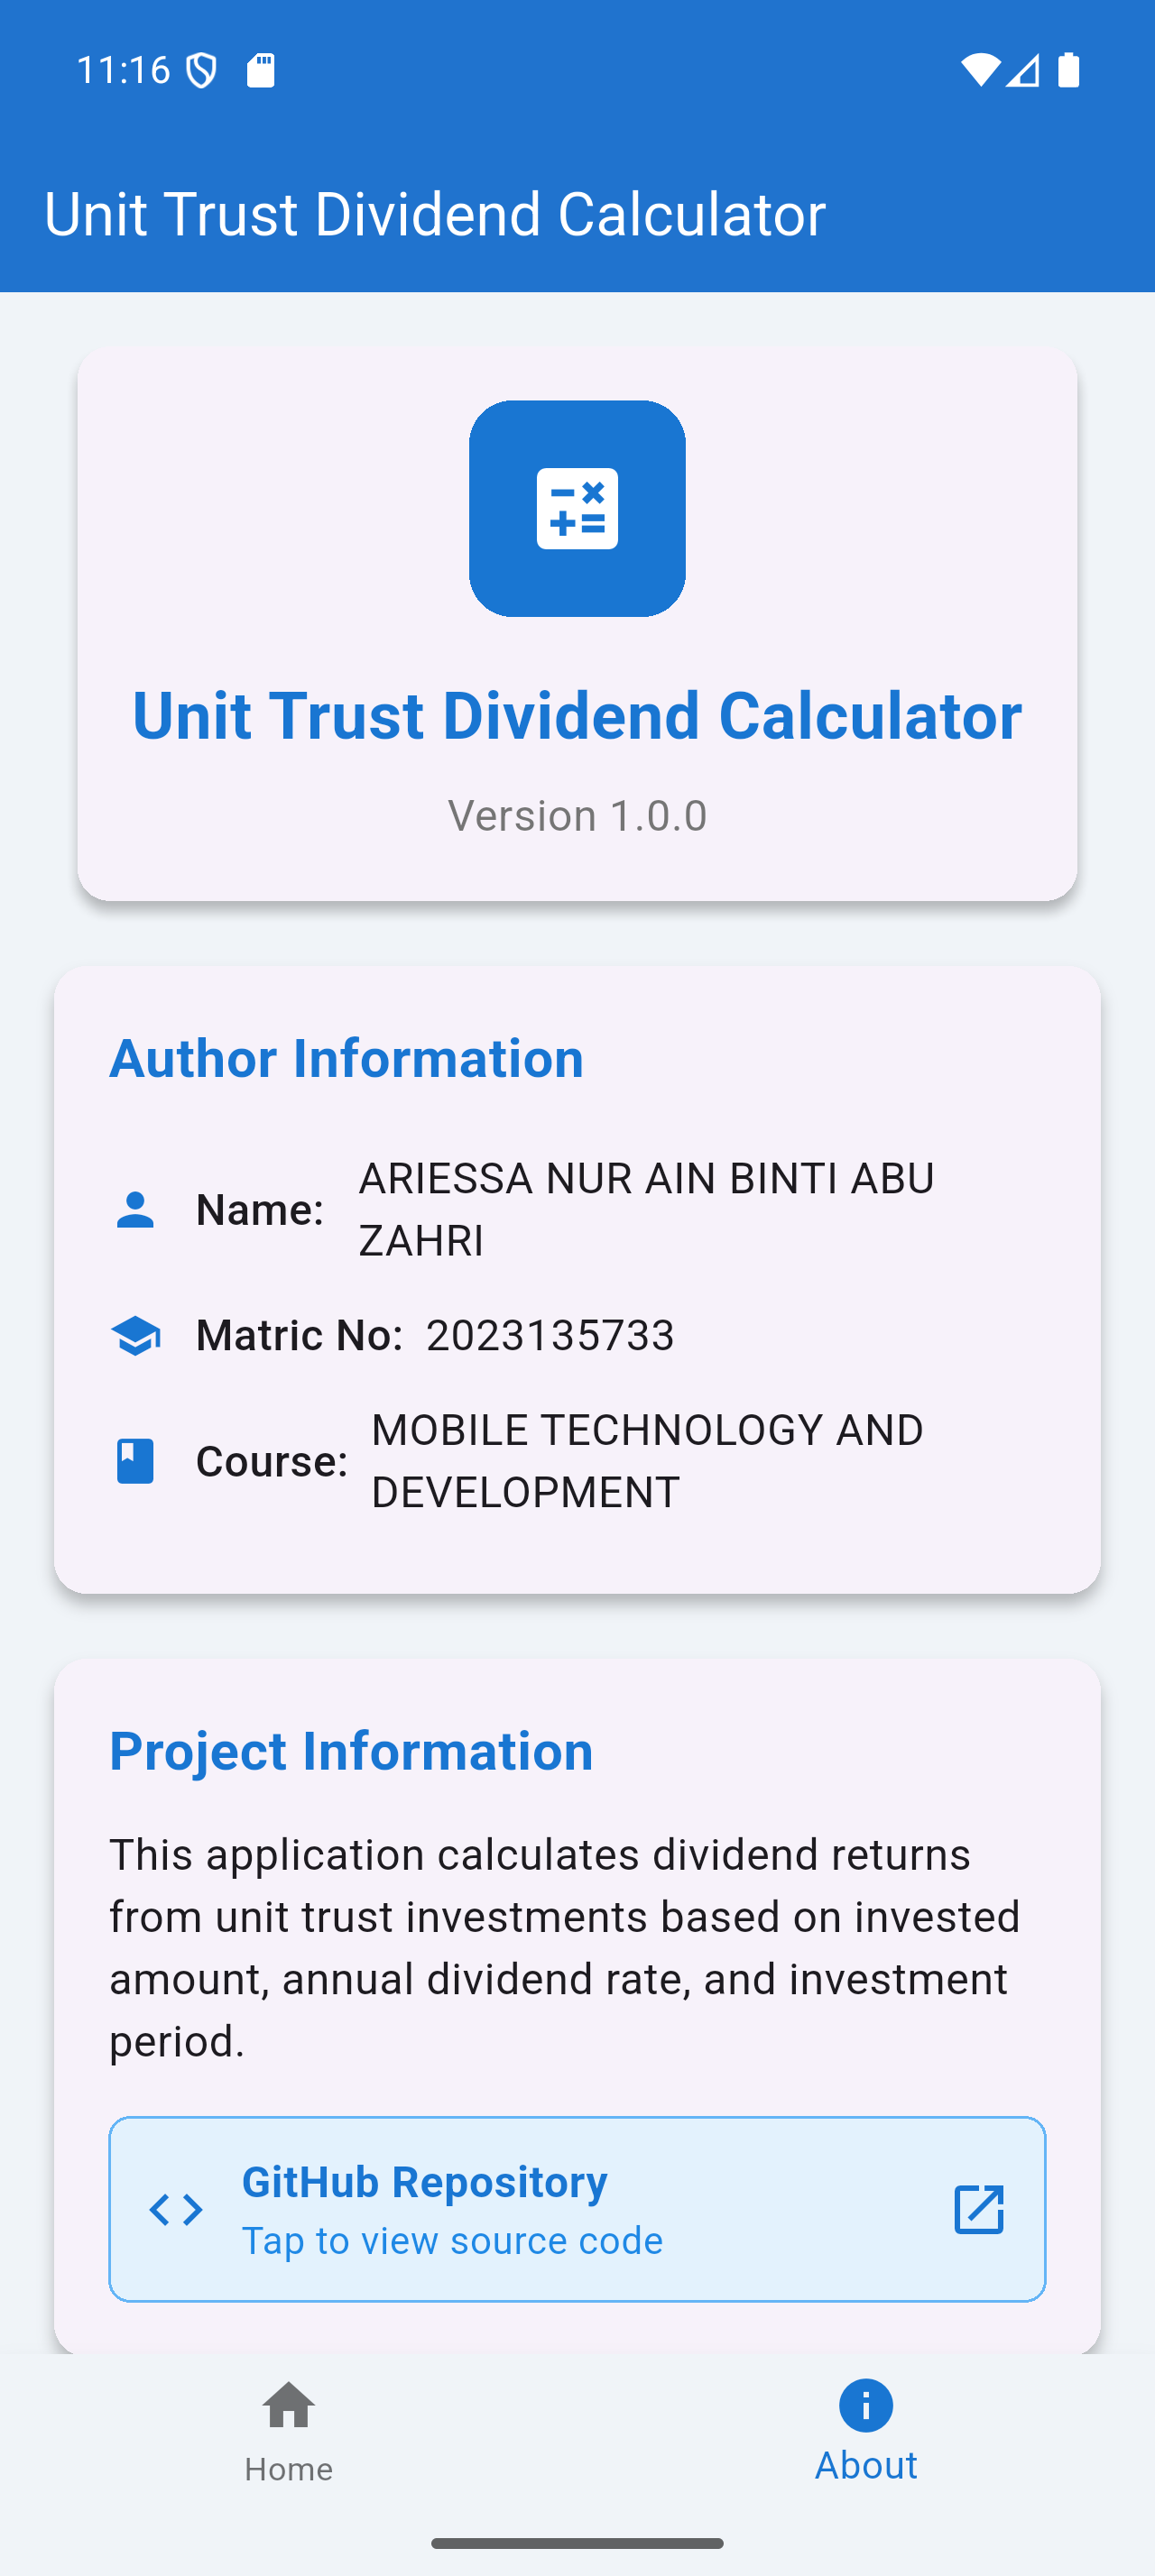 11:16
Unit Trust Dividend Calculator
Unit Trust Dividend Calculator
Version 1.0.0
Author Information
Name: ARIESSA NUR AIN BINTI ABU
ZAHRI
Matric No: 2023135733
Course: MOBILE TECHNOLOGY AND
DEVELOPMENT
Project Information
This application calculates dividend returns
from unit trust investments based on invested
amount, annual dividend rate, and investment
period.
GitHub Repository
Tap to view source code
Home
About